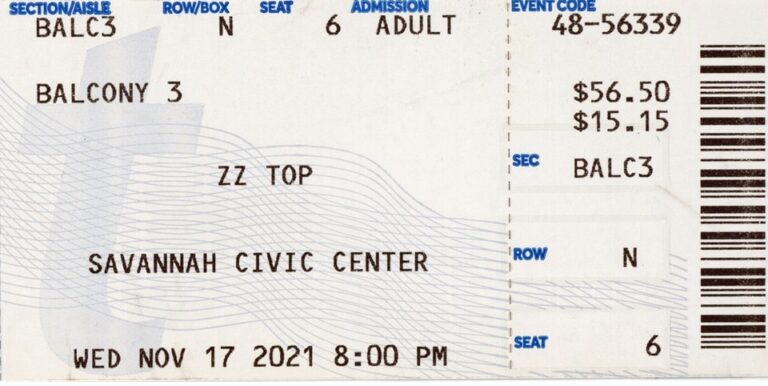 SECTION/AISLE ROW/BOX SEAT ADMISSION EVENT CODE
BALC3 N 6 ADULT 48-56339
BALCONY 3 $56.50
$15.15
SEC BALC3
ZZ TOP
ROW N
SAVANNAH CIVIC CENTER
SEAT 6
WED NOV 17 2021 8:00 PM